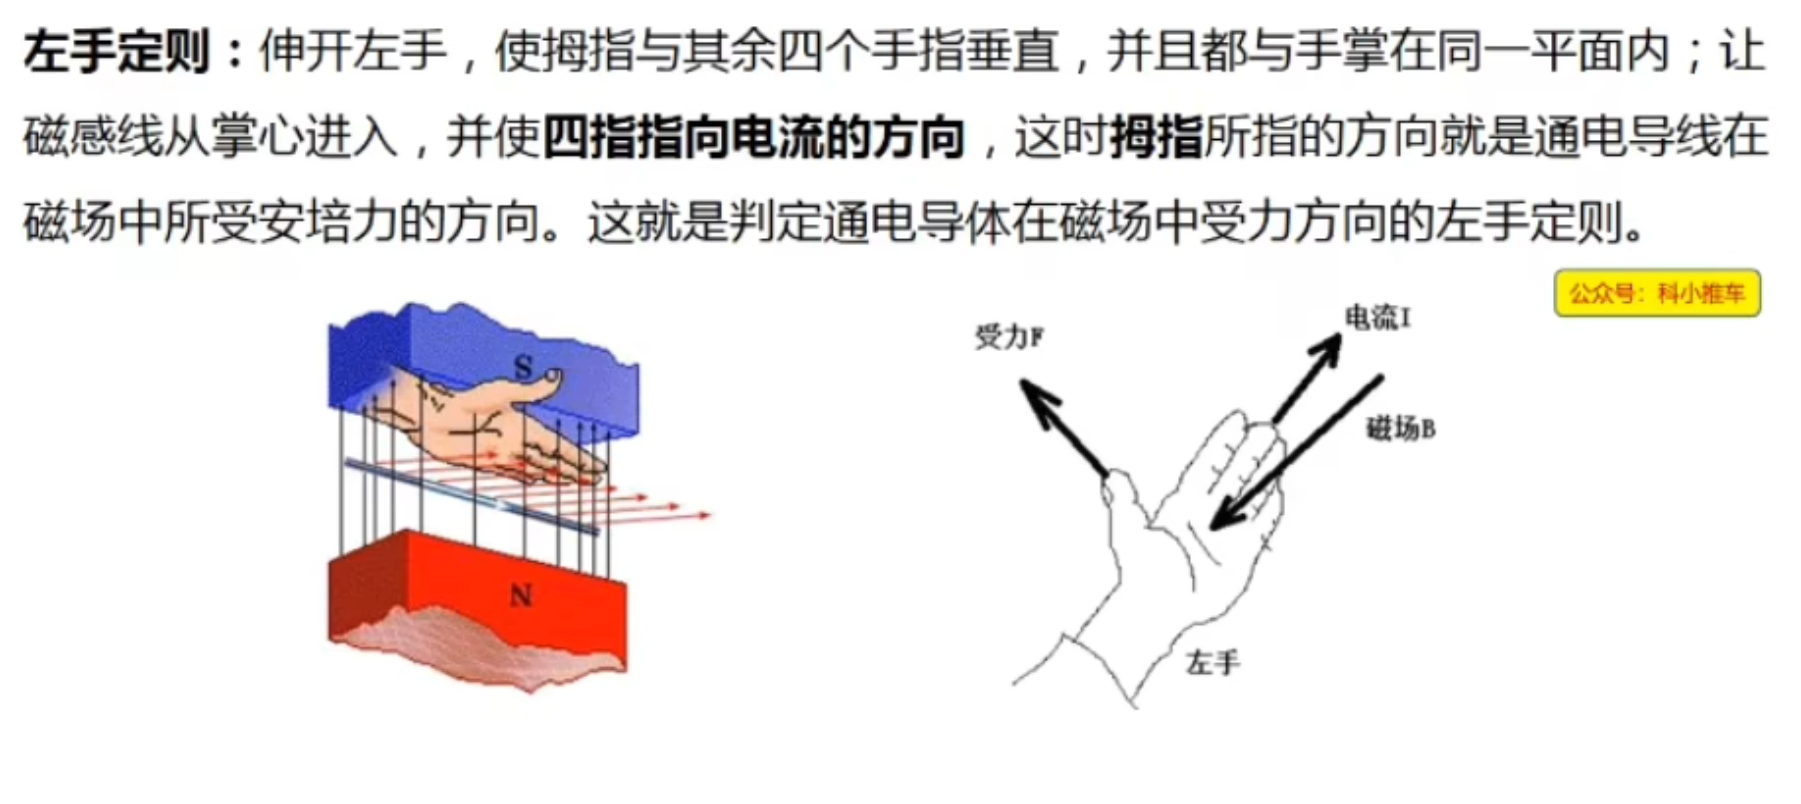 左手定则：伸开左手，使拇指与其余四个手指垂直，并且都与手掌在同一平面内；让
磁感线从掌心进入，并使四指指向电流的方向，这时拇指所指的方向就是通电导线在
磁场中所受安培力的方向。这就是判定通电导体在磁场中受力方向的左手定则。
公众号：科小推车
电流I
受力F
S
磁场B
N
左手